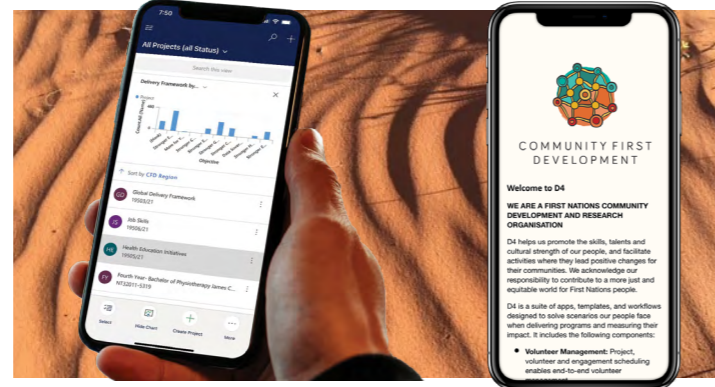 7:50
All Projects (all Status)
Search this view
Delivery Framework by...
400
0
Objective
Sort by CFD Region
GD
Global Delivery Framework
19503/21
JS
Job Skills
19506/21
HE
Health Education Initiatives
19505/21
FY
Fourth Year- Bachelor of Physiotherapy James C...
NT32011-5319
Select
Hide Chart
Create Project
More
COMMUNITY FIRST
DEVELOPMENT
Welcome to D4
WE ARE A FIRST NATIONS COMMUNITY
DEVELOPMENT AND RESEARCH
ORGANISATION
D4 helps us promote the skills, talents and
cultural strength of our people, and facilitate
activities where they lead positive changes for
their communities. We acknowledge our
responsibility to contribute to a more just and
equitable world for First Nations people.
D4 is a suite of apps, templates, and workflows
designed to solve scenarios our people face
when delivering programs and measuring their
impact. It includes the following components:
• Volunteer Management: Project,
volunteer and engagement scheduling
enables end-to-end volunteer